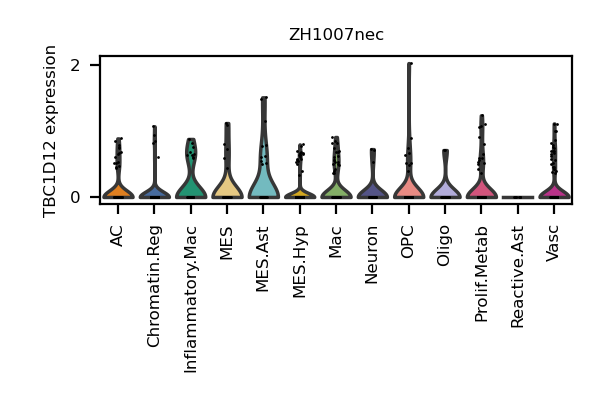 ZH1007nec
TBC1D12 expression
2
0
AC
Chromatin.Reg
Inflammatory.Mac
MES
MES.Ast
MES.Hyp
Mac
Neuron
OPC
Oligo
Prolif.Metab
Reactive.Ast
Vasc